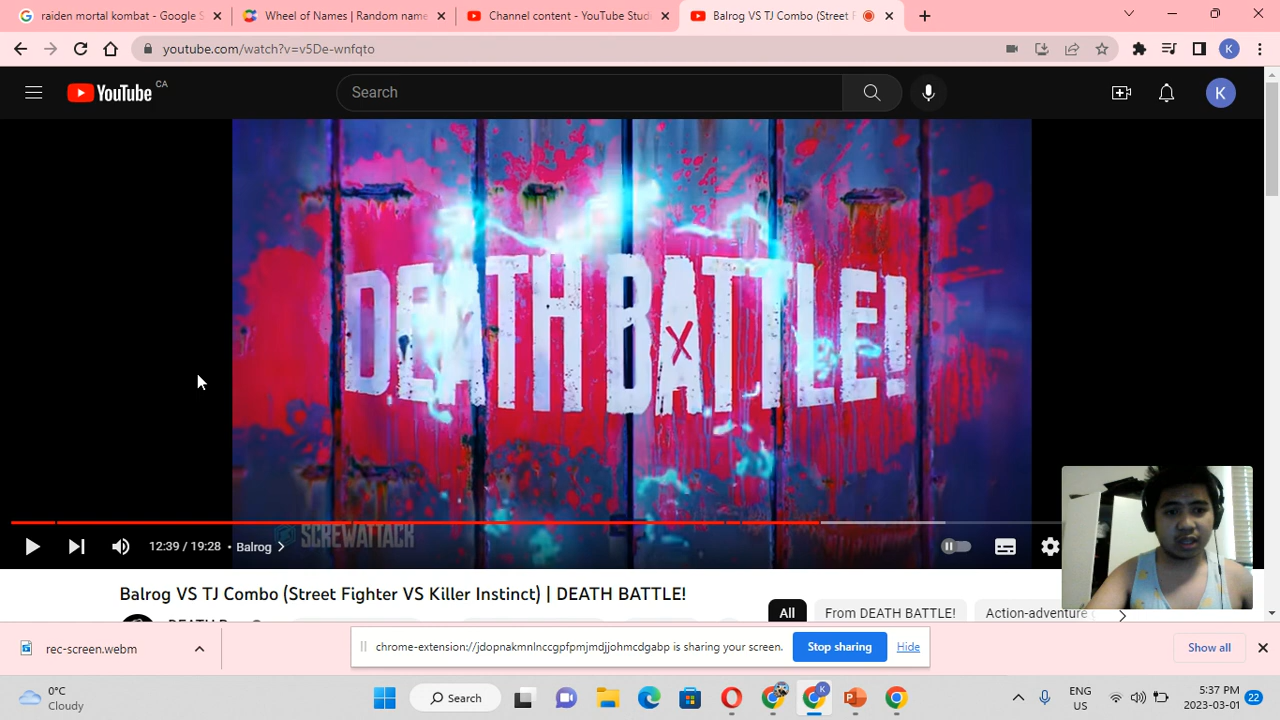 raiden mortal kombat - Google S
Wheel of Names | Random name
Channel content - YouTube Studi
Balrog VS TJ Combo (Street F
youtube.com/watch?v=v5De-wnfqto
K
YouTube CA
Search
K
DEATH BATTLE!
SCREWATTACK
12:39 / 19:28 • Balrog
Balrog VS TJ Combo (Street Fighter VS Killer Instinct) | DEATH BATTLE!
All
From DEATH BATTLE!
Action-adventure
rec-screen.webm
chrome-extension://jdopnakmnlnccgpfpmjmdjjohmcdgabp is sharing your screen.
Stop sharing
Hide
Show all
0°C
Cloudy
Search
K
ENG
US
5:37 PM
2023-03-01
22